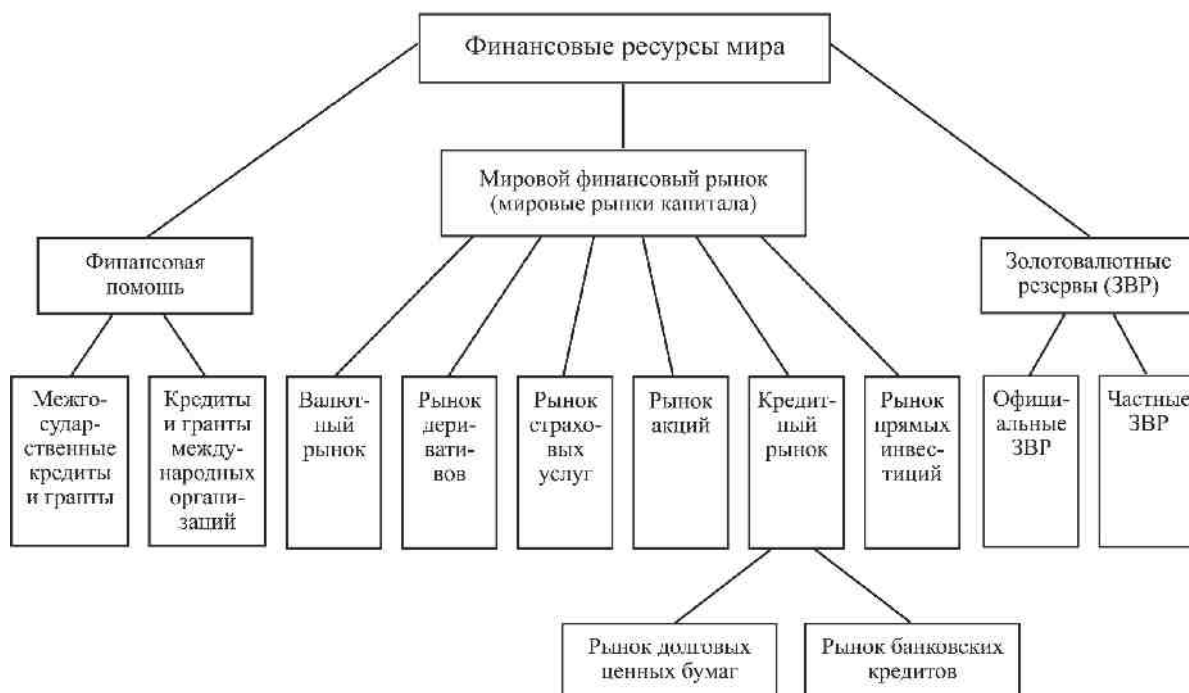 Финансовые ресурсы мира
Мировой финансовый рынок
(мировые рынки капитала)
Финансовая
помощь
Золотовалютные
резервы (ЗВР)
Межго-
судар-
ственные
кредиты
и гранты
Кредиты
и гранты
между-
народных
органи-
заций
Валют-
ный
рынок
Рынок
дери-
вати-
вов
Рынок
страхо-
вых
услуг
Рынок
акций
Кредит-
ный
рынок
Рынок
прямых
инвес-
тиций
Офици-
альные
ЗВР
Частные
ЗВР
Рынок долговых
ценных бумаг
Рынок банковских
кредитов